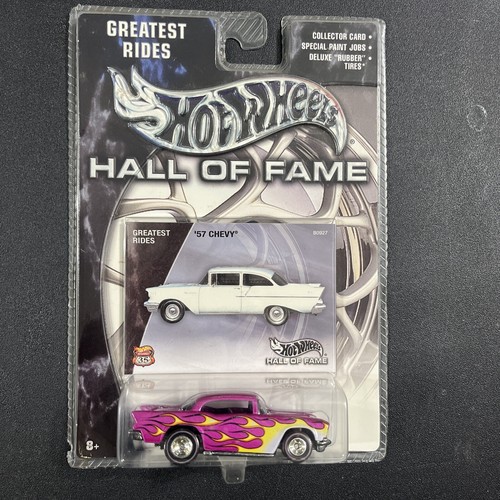 GREATEST
RIDES
COLLECTOR CARD •
SPECIAL PAINT JOBS •
DELUXE "RUBBER" •
TIRES*
HOT WHEELS
HALL OF FAME
GREATEST
RIDES
'57 CHEVY®
HOT WHEELS
HALL OF FAME
35
8+